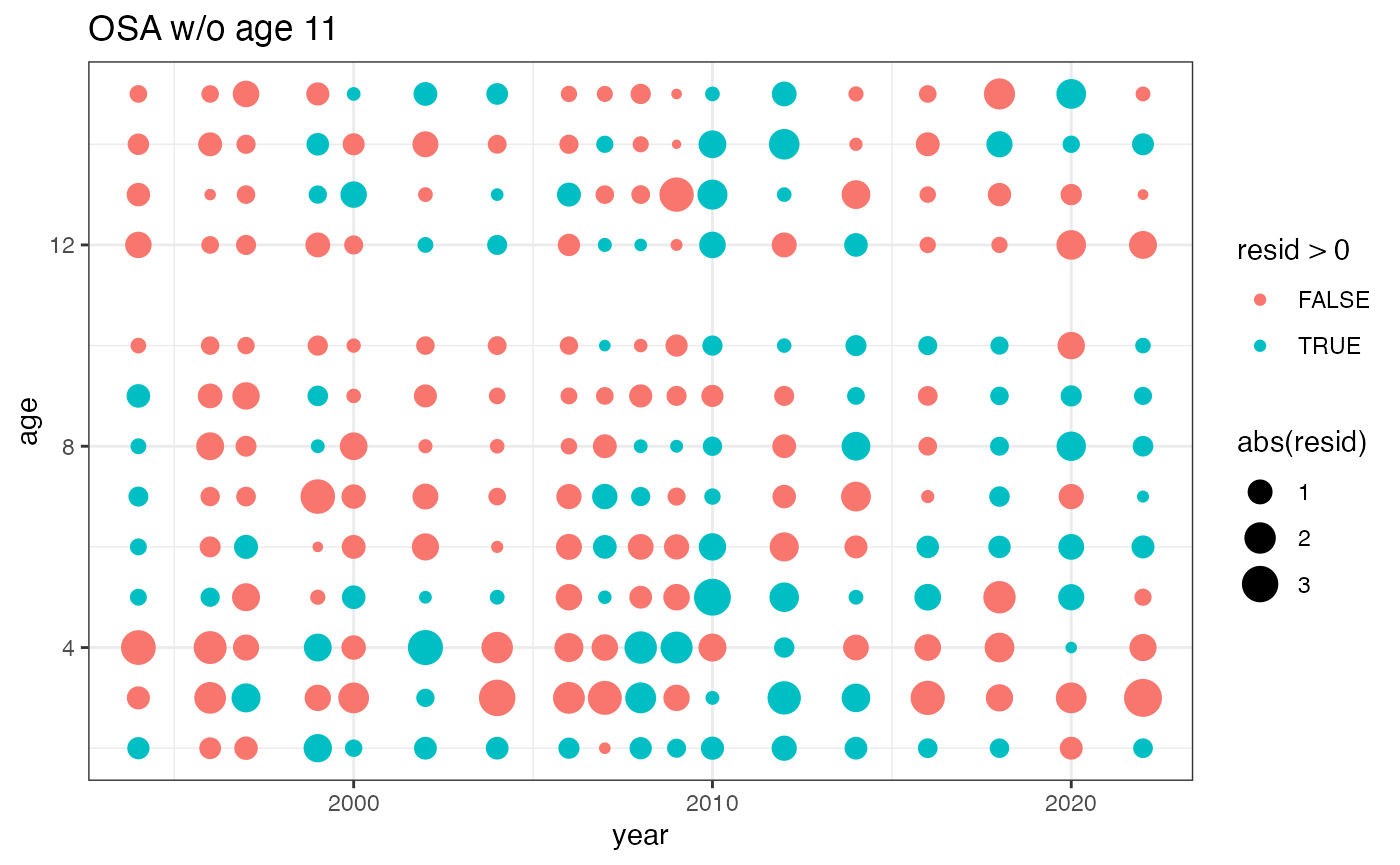 OSA w/o age 11
12
8
4
age
2000 2010 2020
year
resid > 0
FALSE
TRUE
abs(resid)
1
2
3